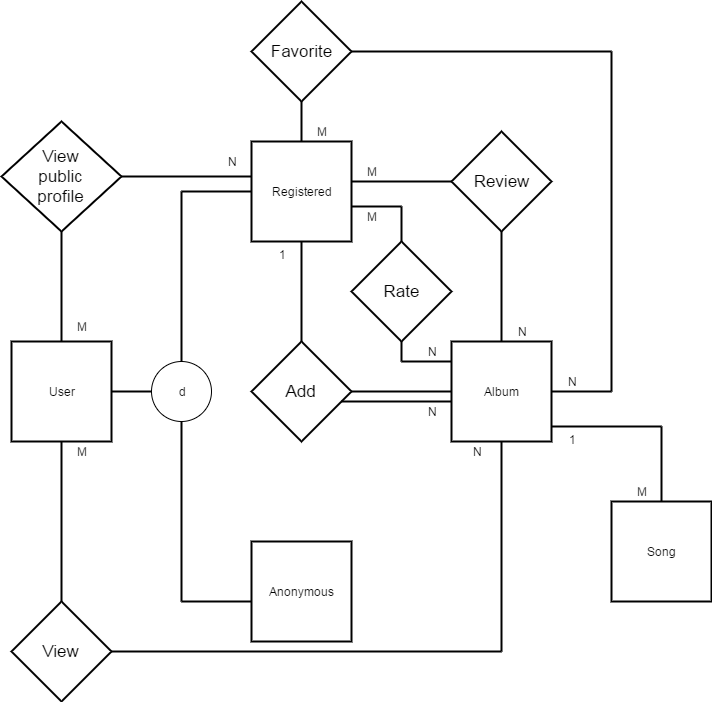 Favorite
M
View
public
profile
N
Registered
M
Review
M
1
Rate
M
N
N
User
d
Add
Album
N
N
M
N
1
M
Song
Anonymous
View